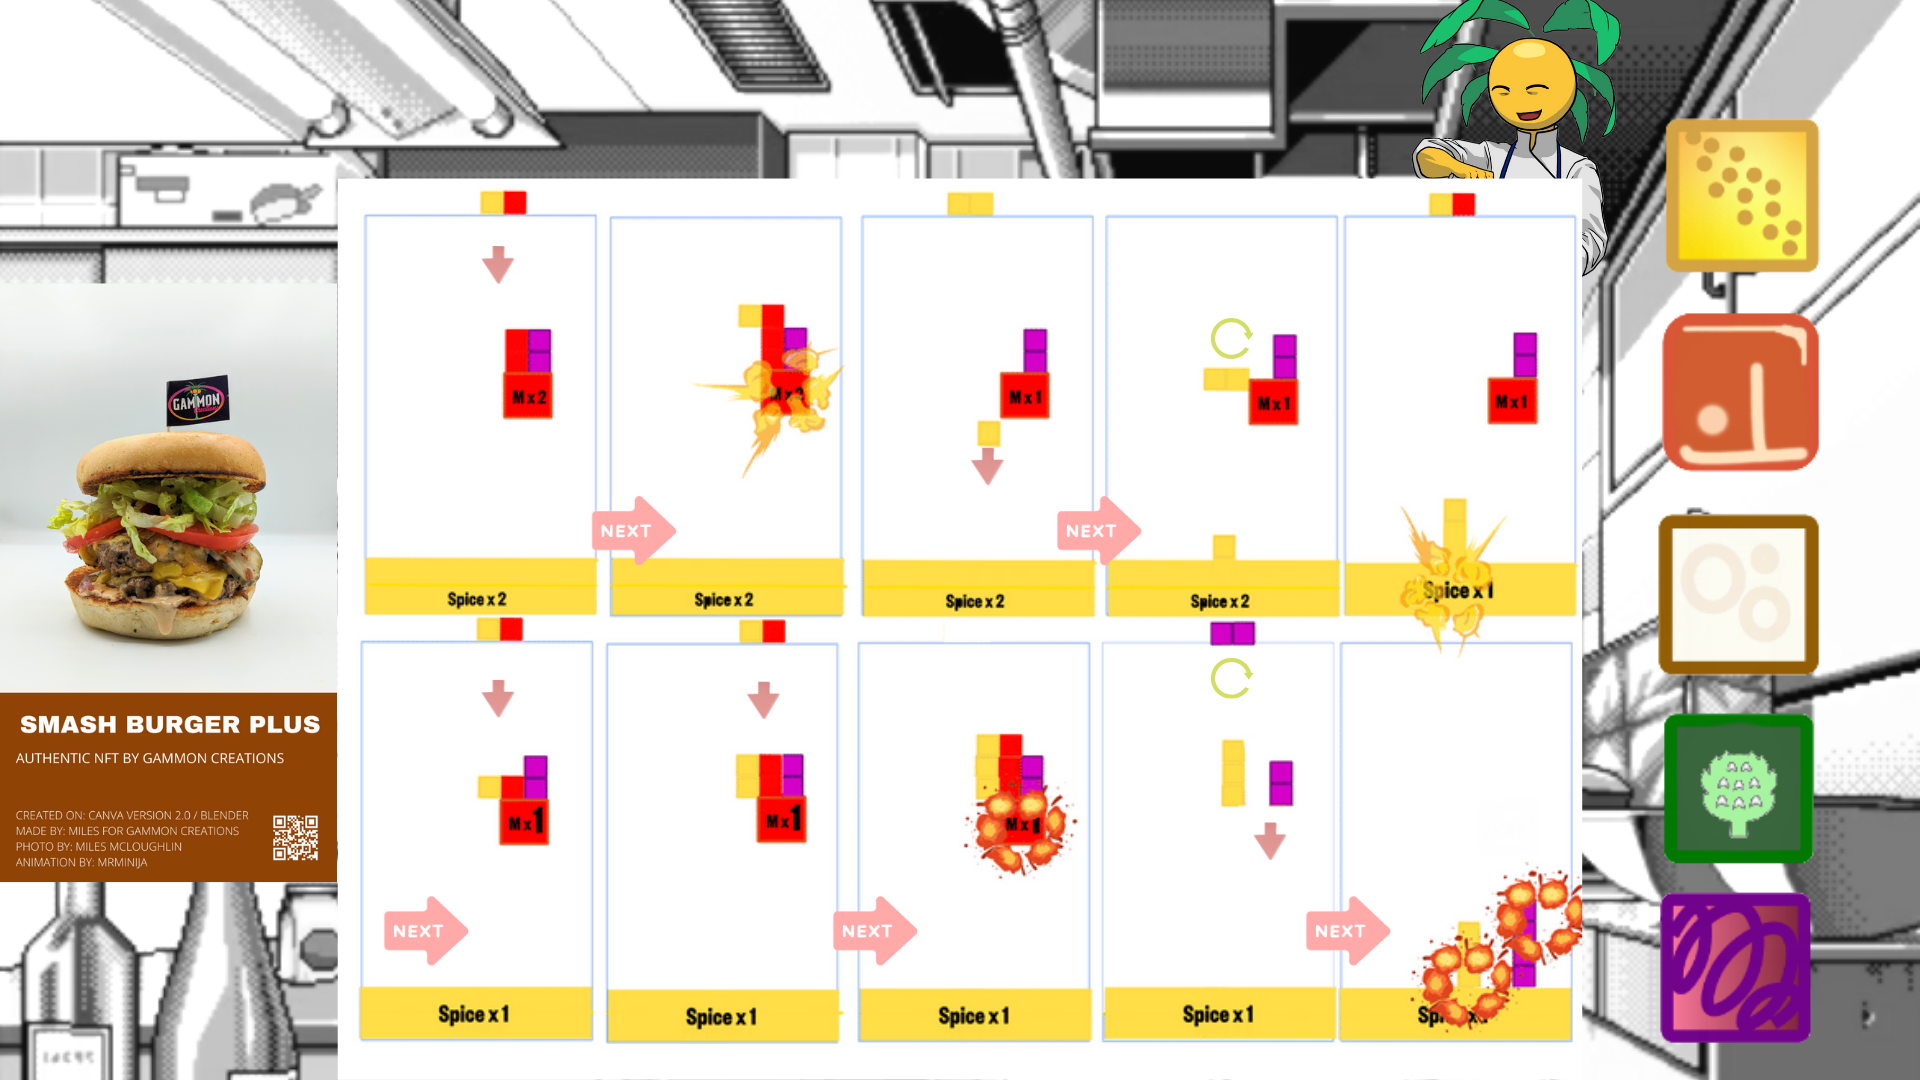 GAMMON
SMASH BURGER PLUS
AUTHENTIC NFT BY GAMMON CREATIONS
CREATED ON: CANVA VERSION 2.0 / BLENDER
MADE BY: MILES FOR GAMMON CREATIONS
PHOTO BY: MILES MCLOUGHLIN
ANIMATION BY: MRMINIJA
M x 2
Spice x 2
NEXT
M x 2
Spice x 2
M x 1
Spice x 2
NEXT
M x 1
Spice x 2
M x 1
Spice x 1
M x 1
NEXT
Spice x 1
M x 1
Spice x 1
NEXT
M x 1
Spice x 1
Spice x 1
NEXT